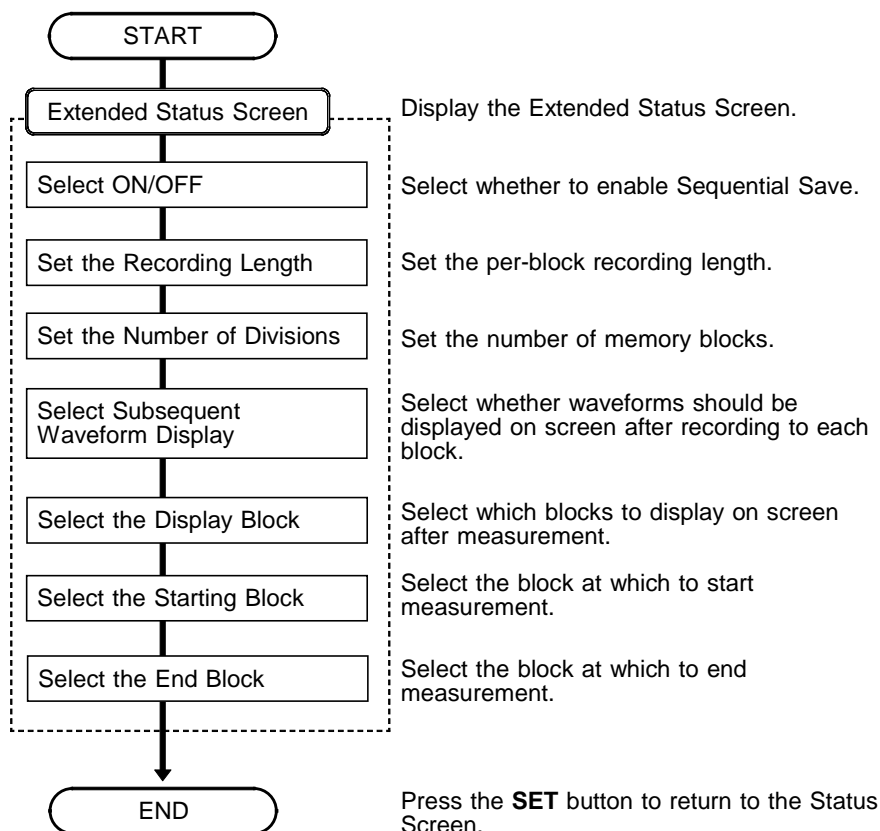 START
Extended Status Screen
Display the Extended Status Screen.
Select ON/OFF
Select whether to enable Sequential Save.
Set the Recording Length
Set the per-block recording length.
Set the Number of Divisions
Set the number of memory blocks.
Select Subsequent
Waveform Display
Select whether waveforms should be
displayed on screen after recording to each
block.
Select the Display Block
Select which blocks to display on screen
after measurement.
Select the Starting Block
Select the block at which to start
measurement.
Select the End Block
Select the block at which to end
measurement.
END
Press the SET button to return to the Status
Screen.